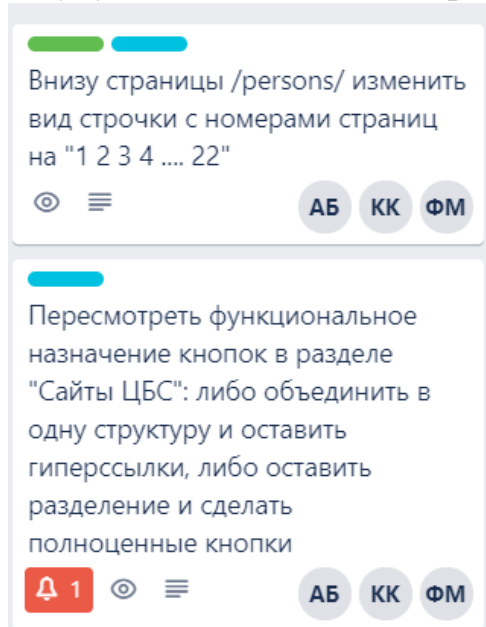 Внизу страницы /persons/ изменить
вид строчки с номерами страниц
на "1 2 3 4 .... 22"
АБ КК ФМ
Пересмотреть функциональное
назначение кнопок в разделе
"Сайты ЦБС": либо объединить в
одну структуру и оставить
гиперссылки, либо оставить
разделение и сделать
полноценные кнопки
1 АБ КК ФМ